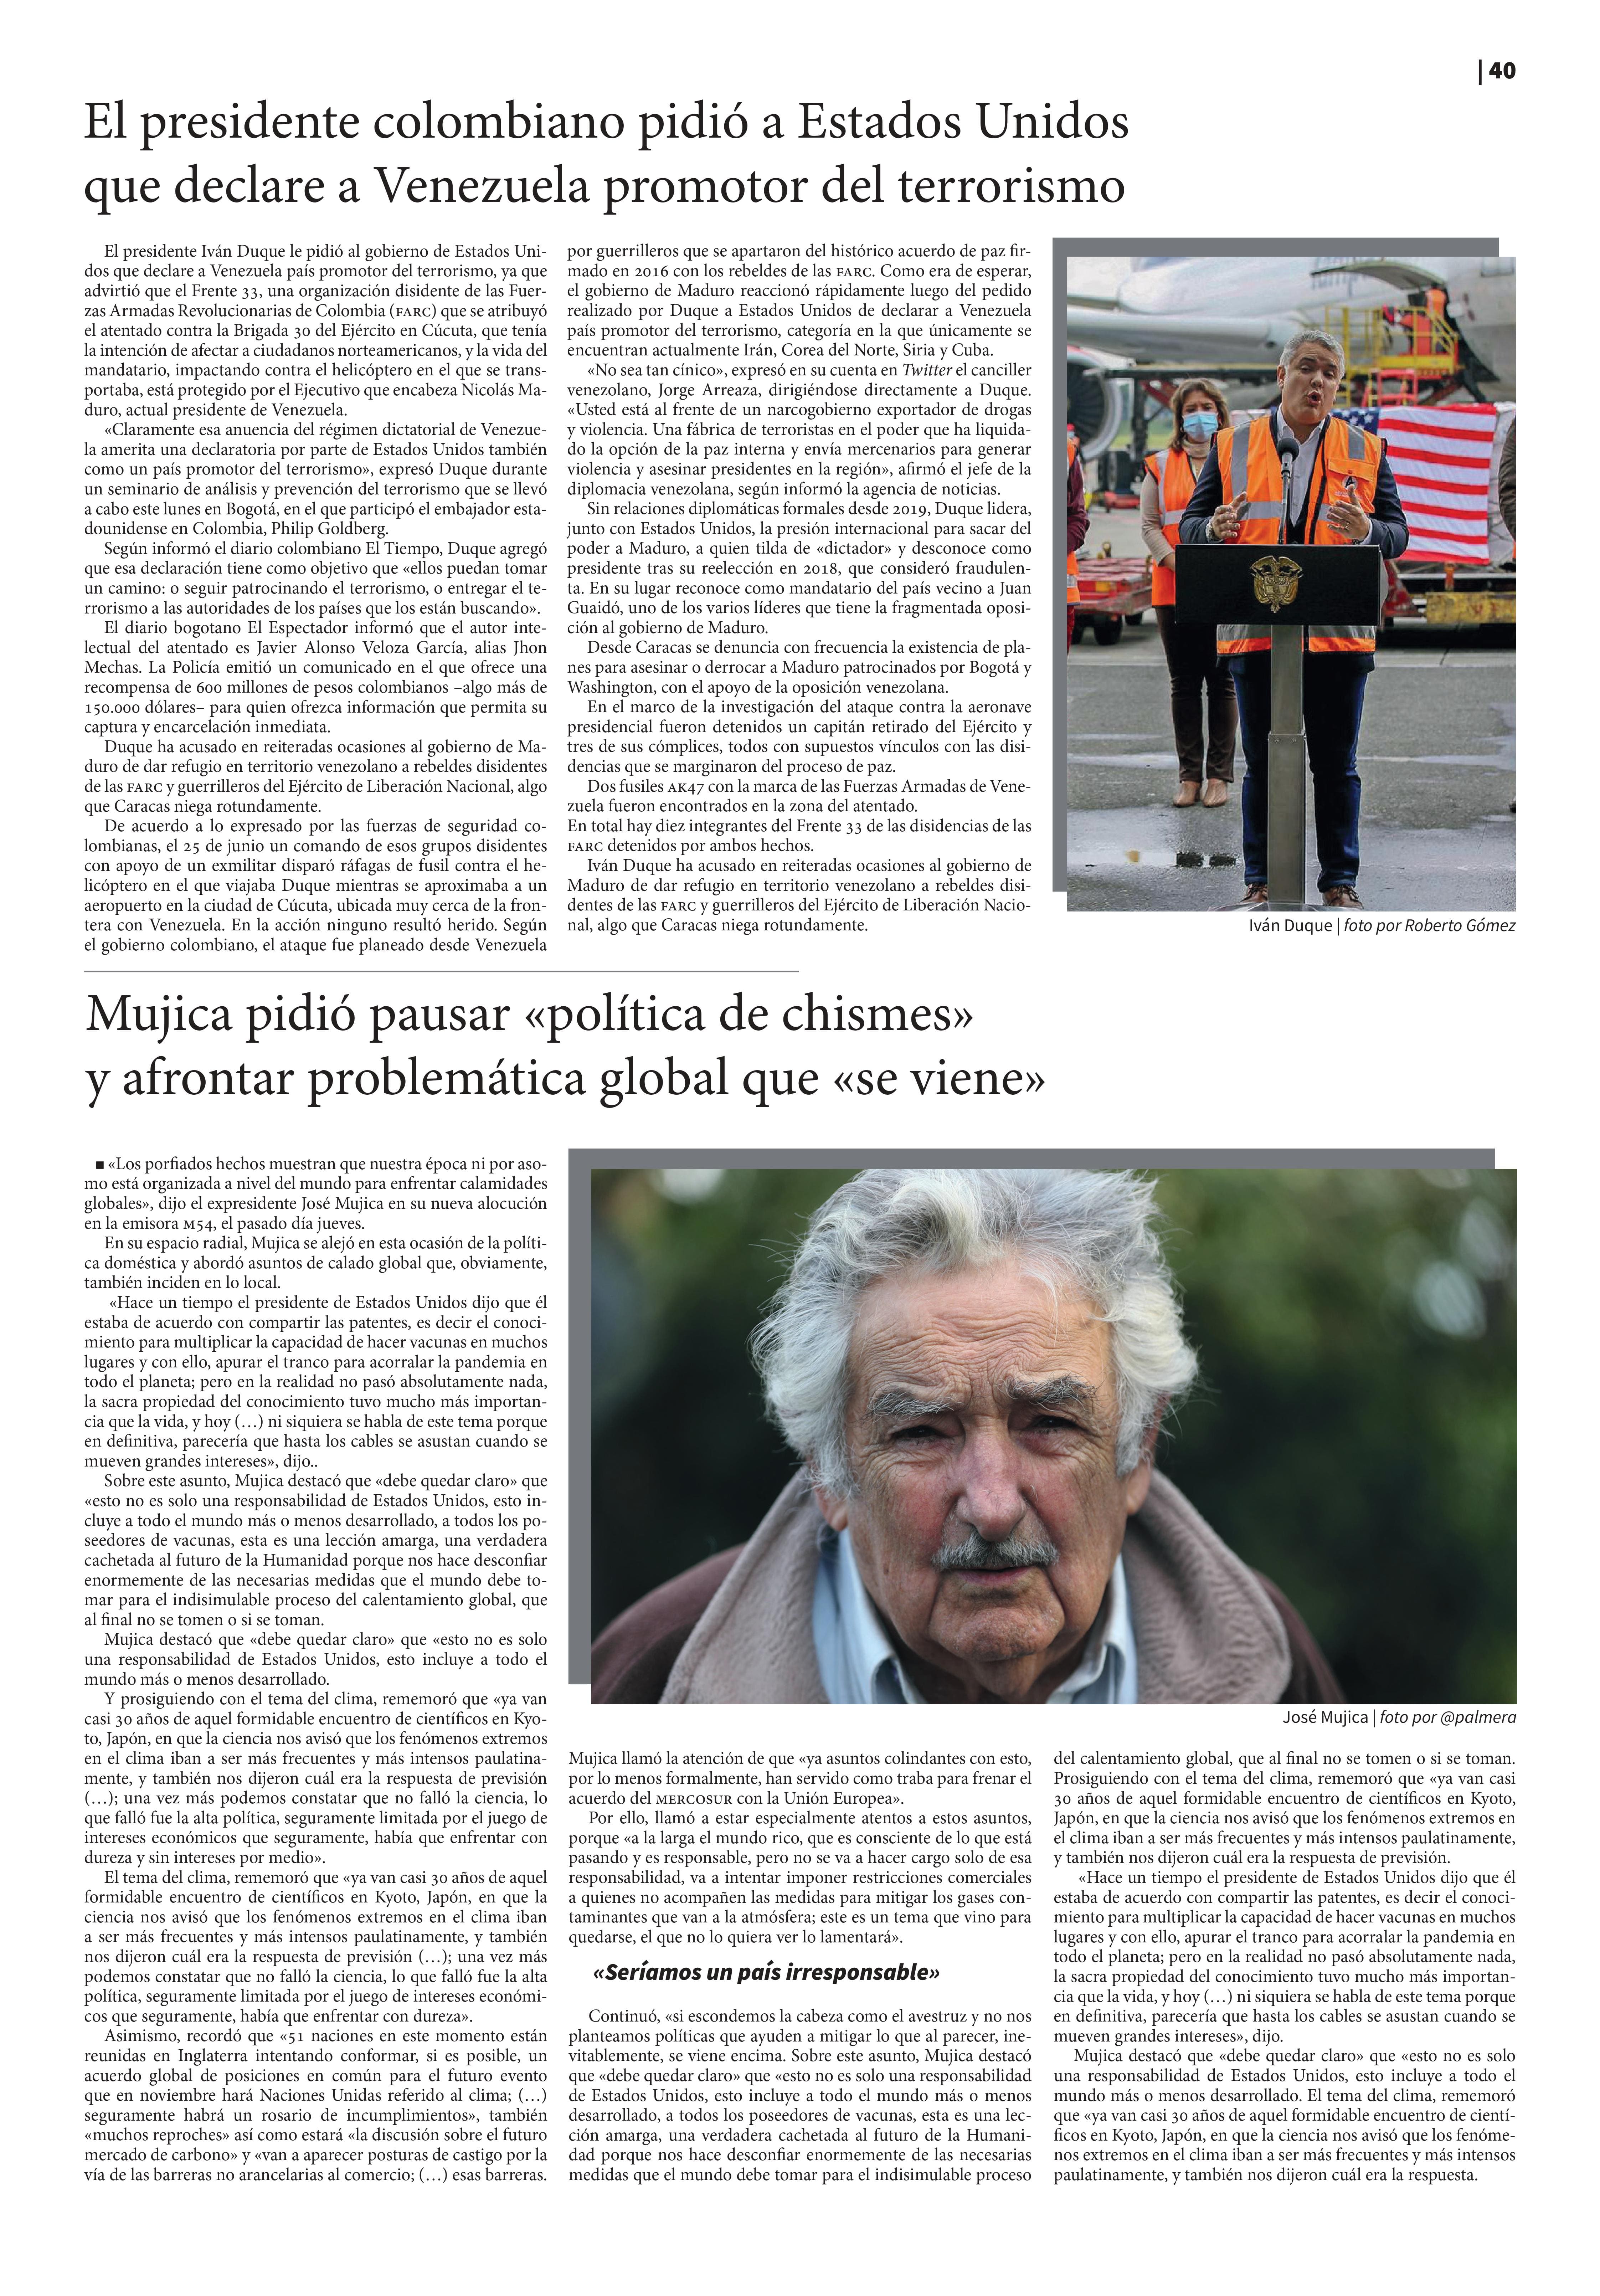 | 40
El presidente colombiano pidió a Estados Unidos
que declare a Venezuela promotor del terrorismo
El presidente Iván Duque le pidió al gobierno de Estados Uni-
dos que declare a Venezuela país promotor del terrorismo, ya que
advirtió que el Frente 33, una organización disidente de las Fuer-
zas Armadas Revolucionarias de Colombia (FARC) que se atribuyó
el atentado contra la Brigada 30 del Ejército en Cúcuta, que tenía
la intención de afectar a ciudadanos norteamericanos, y la vida del
mandatario, impactando contra el helicóptero en el que se trans-
portaba, está protegido por el Ejecutivo que encabeza Nicolás Ma-
duro, actual presidente de Venezuela.
«Claramente esa anuencia del régimen dictatorial de Venezue-
la amerita una declaratoria por parte de Estados Unidos también
como un país promotor del terrorismo», expresó Duque durante
un seminario de análisis y prevención del terrorismo que se llevó
a cabo este lunes en Bogotá, en el que participó el embajador esta-
dounidense en Colombia, Philip Goldberg.
Según informó el diario colombiano El Tiempo, Duque agregó
que esa declaración tiene como objetivo que «ellos puedan tomar
un camino: o seguir patrocinando el terrorismo, o entregar el te-
rrorismo a las autoridades de los países que los están buscando».
El diario bogotano El Espectador informó que el autor inte-
lectual del atentado es Javier Alonso Veloza García, alias Jhon
Mechas. La Policía emitió un comunicado en el que ofrece una
recompensa de 600 millones de pesos colombianos –algo más de
150.000 dólares– para quien ofrezca información que permita su
captura y encarcelación inmediata.
Duque ha acusado en reiteradas ocasiones al gobierno de Ma-
duro de dar refugio en territorio venezolano a rebeldes disidentes
de las FARC y guerrilleros del Ejército de Liberación Nacional, algo
que Caracas niega rotundamente.
De acuerdo a lo expresado por las fuerzas de seguridad co-
lombianas, el 25 de junio un comando de esos grupos disidentes
con apoyo de un exmilitar disparó ráfagas de fusil contra el he-
licóptero en el que viajaba Duque mientras se aproximaba a un
aeropuerto en la ciudad de Cúcuta, ubicada muy cerca de la fron-
tera con Venezuela. En la acción ninguno resultó herido. Según
el gobierno colombiano, el ataque fue planeado desde Venezuela
por guerrilleros que se apartaron del histórico acuerdo de paz fir-
mado en 2016 con los rebeldes de las FARC. Como era de esperar,
el gobierno de Maduro reaccionó rápidamente luego del pedido
realizado por Duque a Estados Unidos de declarar a Venezuela
país promotor del terrorismo, categoría en la que únicamente se
encuentran actualmente Irán, Corea del Norte, Siria y Cuba.
«No sea tan cínico», expresó en su cuenta en Twitter el canciller
venezolano, Jorge Arreaza, dirigiéndose directamente a Duque.
«Usted está al frente de un narcogobierno exportador de drogas
y violencia. Una fábrica de terroristas en el poder que ha liquida-
do la opción de la paz interna y envía mercenarios para generar
violencia y asesinar presidentes en la región», afirmó el jefe de la
diplomacia venezolana, según informó la agencia de noticias.
Sin relaciones diplomáticas formales desde 2019, Duque lidera,
junto con Estados Unidos, la presión internacional para sacar del
poder a Maduro, a quien tilda de «dictador» y desconoce como
presidente tras su reelección en 2018, que consideró fraudulen-
ta. En su lugar reconoce como mandatario del país vecino a Juan
Guaidó, uno de los varios líderes que tiene la fragmentada oposi-
ción al gobierno de Maduro.
Desde Caracas se denuncia con frecuencia la existencia de pla-
nes para asesinar o derrocar a Maduro patrocinados por Bogotá y
Washington, con el apoyo de la oposición venezolana.
En el marco de la investigación del ataque contra la aeronave
presidencial fueron detenidos un capitán retirado del Ejército y
tres de sus cómplices, todos con supuestos vínculos con las disi-
dencias que se marginaron del proceso de paz.
Dos fusiles AK47 con la marca de las Fuerzas Armadas de Vene-
zuela fueron encontrados en la zona del atentado.
En total hay diez integrantes del Frente 33 de las disidencias de las
FARC detenidos por ambos hechos.
Iván Duque ha acusado en reiteradas ocasiones al gobierno de
Maduro de dar refugio en territorio venezolano a rebeldes disi-
dentes de las FARC y guerrilleros del Ejército de Liberación Nacio-
nal, algo que Caracas niega rotundamente.
Iván Duque | foto por Roberto Gómez
Mujica pidió pausar «política de chismes»
y afrontar problemática global que «se viene»
■ «Los porfiados hechos muestran que nuestra época ni por aso-
mo está organizada a nivel del mundo para enfrentar calamidades
globales», dijo el expresidente José Mujica en su nueva alocución
en la emisora M54, el pasado día jueves.
En su espacio radial, Mujica se alejó en esta ocasión de la políti-
ca doméstica y abordó asuntos de calado global que, obviamente,
también inciden en lo local.
«Hace un tiempo el presidente de Estados Unidos dijo que él
estaba de acuerdo con compartir las patentes, es decir el conoci-
miento para multiplicar la capacidad de hacer vacunas en muchos
lugares y con ello, apurar el tranco para acorralar la pandemia en
todo el planeta; pero en la realidad no pasó absolutamente nada,
la sacra propiedad del conocimiento tuvo mucho más importan-
cia que la vida, y hoy (…) ni siquiera se habla de este tema porque
en definitiva, parecería que hasta los cables se asustan cuando se
mueven grandes intereses», dijo..
Sobre este asunto, Mujica destacó que «debe quedar claro» que
«esto no es solo una responsabilidad de Estados Unidos, esto in-
cluye a todo el mundo más o menos desarrollado, a todos los po-
seedores de vacunas, esta es una lección amarga, una verdadera
cachetada al futuro de la Humanidad porque nos hace desconfiar
enormemente de las necesarias medidas que el mundo debe to-
mar para el indisimulable proceso del calentamiento global, que
al final no se tomen o si se toman.
Mujica destacó que «debe quedar claro» que «esto no es solo
una responsabilidad de Estados Unidos, esto incluye a todo el
mundo más o menos desarrollado.
Y prosiguiendo con el tema del clima, rememoró que «ya van
casi 30 años de aquel formidable encuentro de científicos en Kyo-
to, Japón, en que la ciencia nos avisó que los fenómenos extremos
en el clima iban a ser más frecuentes y más intensos paulatina-
mente, y también nos dijeron cuál era la respuesta de previsión
(…); una vez más podemos constatar que no falló la ciencia, lo
que falló fue la alta política, seguramente limitada por el juego de
intereses económicos que seguramente, había que enfrentar con
dureza y sin intereses por medio».
El tema del clima, rememoró que «ya van casi 30 años de aquel
formidable encuentro de científicos en Kyoto, Japón, en que la
ciencia nos avisó que los fenómenos extremos en el clima iban
a ser más frecuentes y más intensos paulatinamente, y también
nos dijeron cuál era la respuesta de previsión (…); una vez más
podemos constatar que no falló la ciencia, lo que falló fue la alta
política, seguramente limitada por el juego de intereses económi-
cos que seguramente, había que enfrentar con dureza».
Asimismo, recordó que «51 naciones en este momento están
reunidas en Inglaterra intentando conformar, si es posible, un
acuerdo global de posiciones en común para el futuro evento
que en noviembre hará Naciones Unidas referido al clima; (…)
seguramente habrá un rosario de incumplimientos», también
«muchos reproches» así como estará «la discusión sobre el futuro
mercado de carbono» y «van a aparecer posturas de castigo por la
vía de las barreras no arancelarias al comercio; (…) esas barreras.
José Mujica | foto por @palmera
Mujica llamó la atención de que «ya asuntos colindantes con esto,
por lo menos formalmente, han servido como traba para frenar el
acuerdo del MERCOSUR con la Unión Europea».
Por ello, llamó a estar especialmente atentos a estos asuntos,
porque «a la larga el mundo rico, que es consciente de lo que está
pasando y es responsable, pero no se va a hacer cargo solo de esa
responsabilidad, va a intentar imponer restricciones comerciales
a quienes no acompañen las medidas para mitigar los gases con-
taminantes que van a la atmósfera; este es un tema que vino para
quedarse, el que no lo quiera ver lo lamentará».
«Seríamos un país irresponsable»
Continuó, «si escondemos la cabeza como el avestruz y no nos
planteamos políticas que ayuden a mitigar lo que al parecer, ine-
vitablemente, se viene encima. Sobre este asunto, Mujica destacó
que «debe quedar claro» que «esto no es solo una responsabilidad
de Estados Unidos, esto incluye a todo el mundo más o menos
desarrollado, a todos los poseedores de vacunas, esta es una lec-
ción amarga, una verdadera cachetada al futuro de la Humani-
dad porque nos hace desconfiar enormemente de las necesarias
medidas que el mundo debe tomar para el indisimulable proceso
del calentamiento global, que al final no se tomen o si se toman.
Prosiguiendo con el tema del clima, rememoró que «ya van casi
30 años de aquel formidable encuentro de científicos en Kyoto,
Japón, en que la ciencia nos avisó que los fenómenos extremos en
el clima iban a ser más frecuentes y más intensos paulatinamente,
y también nos dijeron cuál era la respuesta de previsión.
«Hace un tiempo el presidente de Estados Unidos dijo que él
estaba de acuerdo con compartir las patentes, es decir el conoci-
miento para multiplicar la capacidad de hacer vacunas en muchos
lugares y con ello, apurar el tranco para acorralar la pandemia en
todo el planeta; pero en la realidad no pasó absolutamente nada,
la sacra propiedad del conocimiento tuvo mucho más importan-
cia que la vida, y hoy (…) ni siquiera se habla de este tema porque
en definitiva, parecería que hasta los cables se asustan cuando se
mueven grandes intereses», dijo.
Mujica destacó que «debe quedar claro» que «esto no es solo
una responsabilidad de Estados Unidos, esto incluye a todo el
mundo más o menos desarrollado. El tema del clima, rememoró
que «ya van casi 30 años de aquel formidable encuentro de cientí-
ficos en Kyoto, Japón, en que la ciencia nos avisó que los fenóme-
nos extremos en el clima iban a ser más frecuentes y más intensos
paulatinamente, y también nos dijeron cuál era la respuesta.